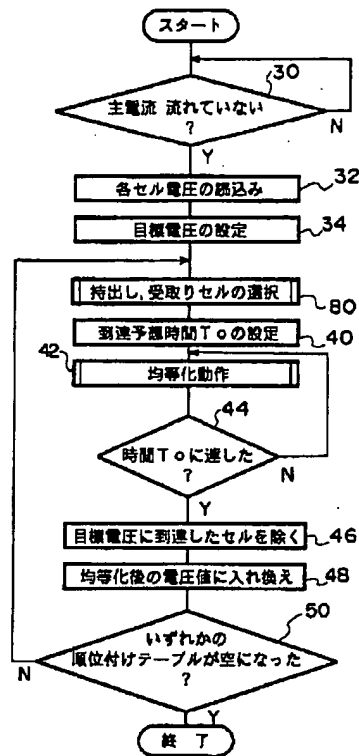 スタート
30
主電流 流れていない
?
N
Y
各セル電圧の読込み
32
目標電圧の設定
34
持出し,受取りセルの選択
80
到達予想時間Toの設定
40
42
均等化動作
44
時間Toに達した
?
N
Y
目標電圧に到達したセルを除く
46
均等化後の電圧値に入れ換え
48
50
いずれかの
順位付けテーブルが空になった
?
N
Y
終 了